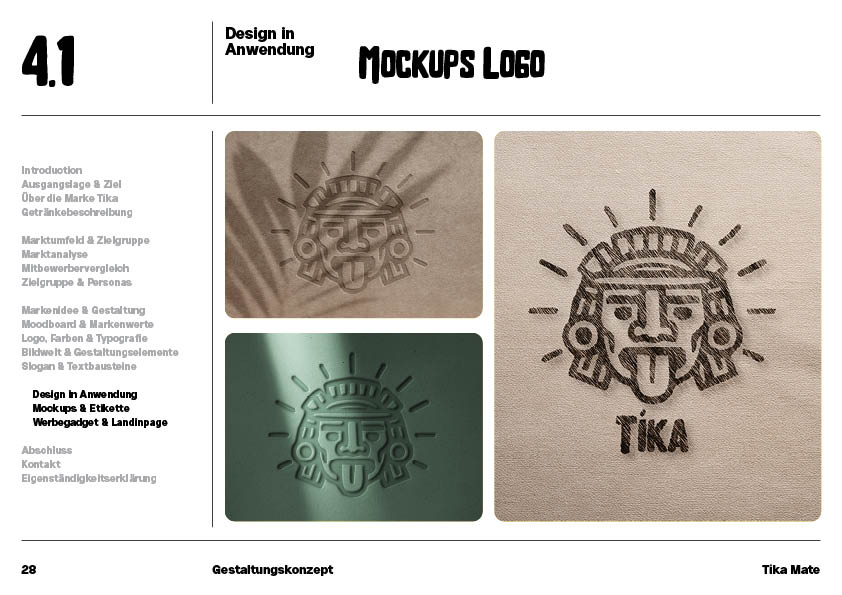 4.1
Design in
Anwendung
Mockups Logo
Introduction
Ausgangslage & Ziel
Über die Marke Tika
Getränkebeschreibung
Marktumfeld & Zielgruppe
Marktanalyse
Mitbewerbervergleich
Zielgruppe & Personas
Markenidee & Gestaltung
Moodboard & Markenwerte
Logo, Farben & Typografie
Bildwelt & Gestaltungselemente
Slogan & Textbausteine
Design in Anwendung
Mockups & Etikette
Werbegadget & Landinpage
Abschluss
Kontakt
Eigenständigkeitserklärung
TíKA
28
Gestaltungskonzept
Tika Mate